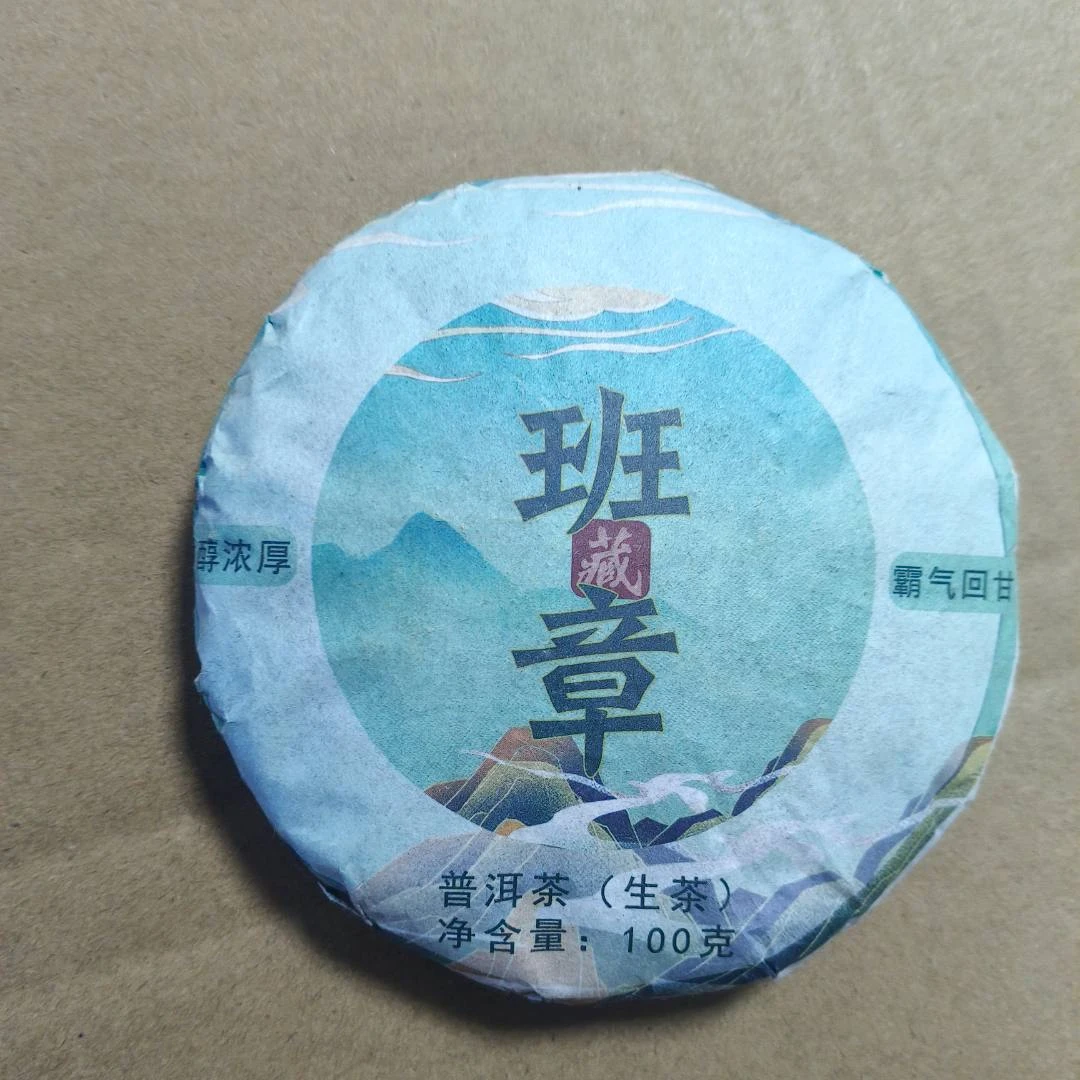 班
藏
章
醇浓厚
霸气回甘
普洱茶（生茶）
净含量：100克